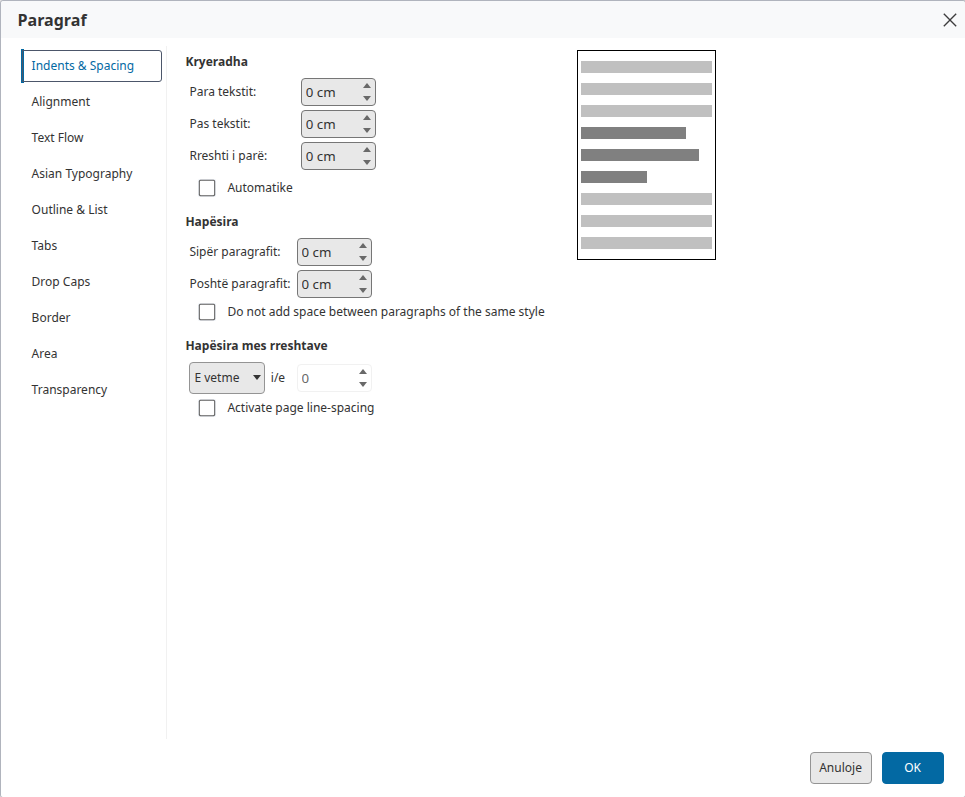 Paragraf
Indents & Spacing
Alignment
Text Flow
Asian Typography
Outline & List
Tabs
Drop Caps
Border
Area
Transparency
Kryeradha
Para tekstit: 0 cm
Pas tekstit: 0 cm
Rreshti i parë: 0 cm
Automatike
Hapësira
Sipër paragrafit: 0 cm
Poshtë paragrafit: 0 cm
Do not add space between paragraphs of the same style
Hapësira mes rreshtave
E vetme i/e 0
Activate page line-spacing
Anuloje OK